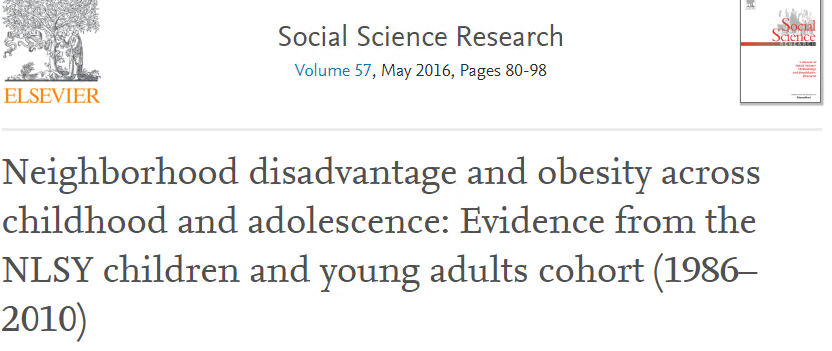 Social Science Research
Volume 57, May 2016, Pages 80-98
ELSEVIER
Social
Science
RESEARCH
Neighborhood disadvantage and obesity across
childhood and adolescence: Evidence from the
NLSY children and young adults cohort (1986–
2010)